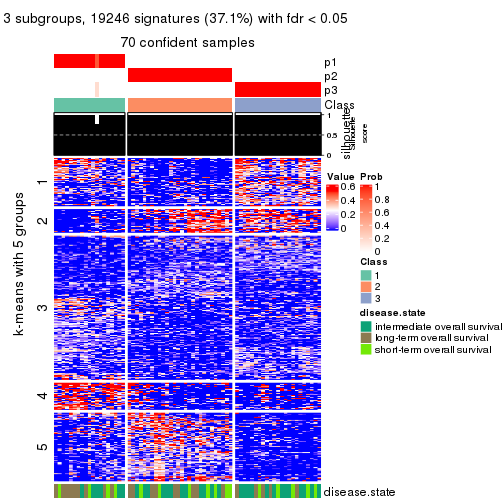 3 subgroups, 19246 signatures (37.1%) with fdr < 0.05
70 confident samples
p1
p2
p3
Class
1
0.5
0
silhouette
Silhouette
score
k-means with 5 groups
1
2
3
4
5
Value
0.6
0.4
0.2
0
Prob
1
0.8
0.6
0.4
0.2
0
Class
1
2
3
disease.state
intermediate overall survival
long-term overall survival
short-term overall survival
disease.state